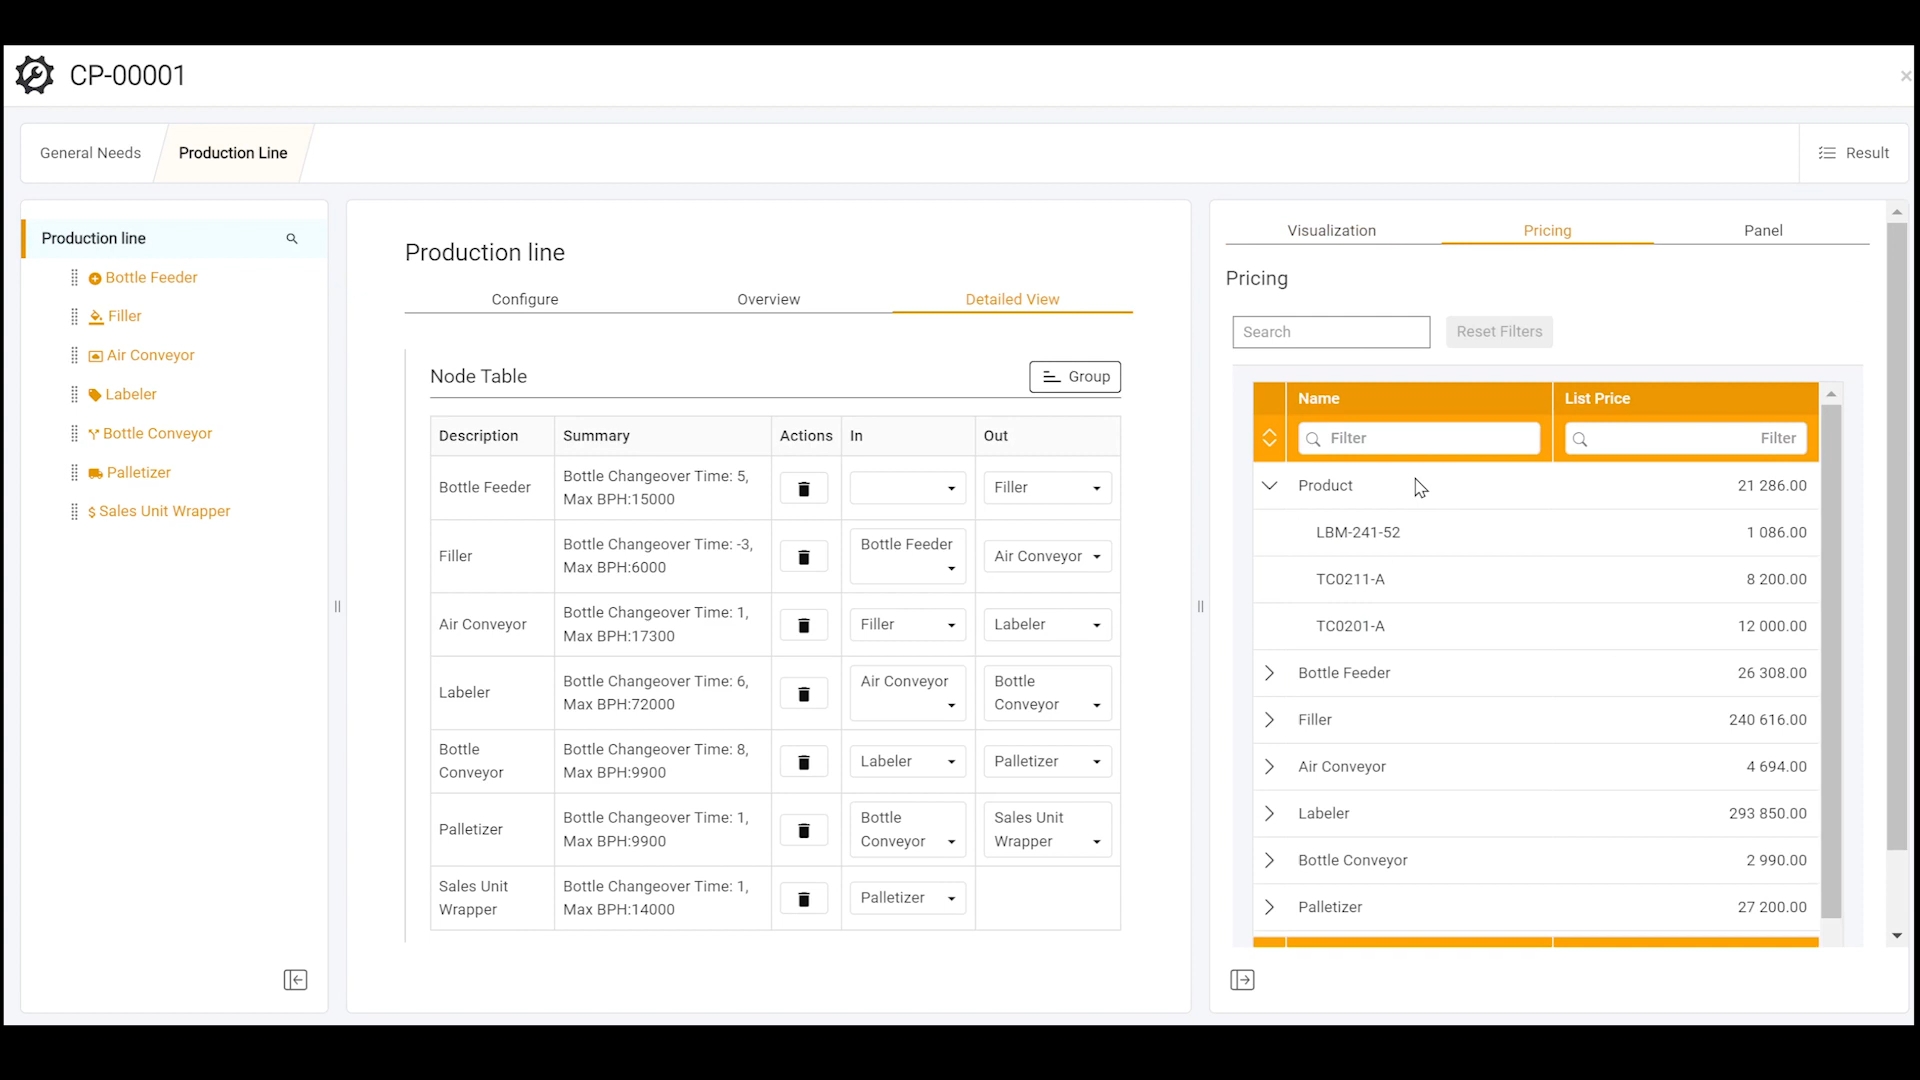 CP-00001
General Needs
Production Line
Result
Production line
Bottle Feeder
Filler
Air Conveyor
Labeler
Bottle Conveyor
Palletizer
$ Sales Unit Wrapper
Production line
Configure
Overview
Detailed View
Node Table
Group
Description
Summary
Actions
In
Out
Bottle Feeder
Bottle Changeover Time: 5,
Max BPH:15000
Filler
Filler
Bottle Changeover Time: -3,
Max BPH:6000
Bottle Feeder
Air Conveyor
Air Conveyor
Bottle Changeover Time: 1,
Max BPH:17300
Filler
Labeler
Labeler
Bottle Changeover Time: 6,
Max BPH:72000
Air Conveyor
Bottle
Conveyor
Bottle
Conveyor
Bottle Changeover Time: 8,
Max BPH:9900
Labeler
Palletizer
Palletizer
Bottle Changeover Time: 1,
Max BPH:9900
Bottle
Conveyor
Sales Unit
Wrapper
Sales Unit
Wrapper
Bottle Changeover Time: 1,
Max BPH:14000
Palletizer
Visualization
Pricing
Panel
Pricing
Search
Reset Filters
Name
List Price
Filter
Filter
Product
21 286.00
LBM-241-52
1 086.00
TC0211-A
8 200.00
TC0201-A
12 000.00
Bottle Feeder
26 308.00
Filler
240 616.00
Air Conveyor
4 694.00
Labeler
293 850.00
Bottle Conveyor
2 990.00
Palletizer
27 200.00